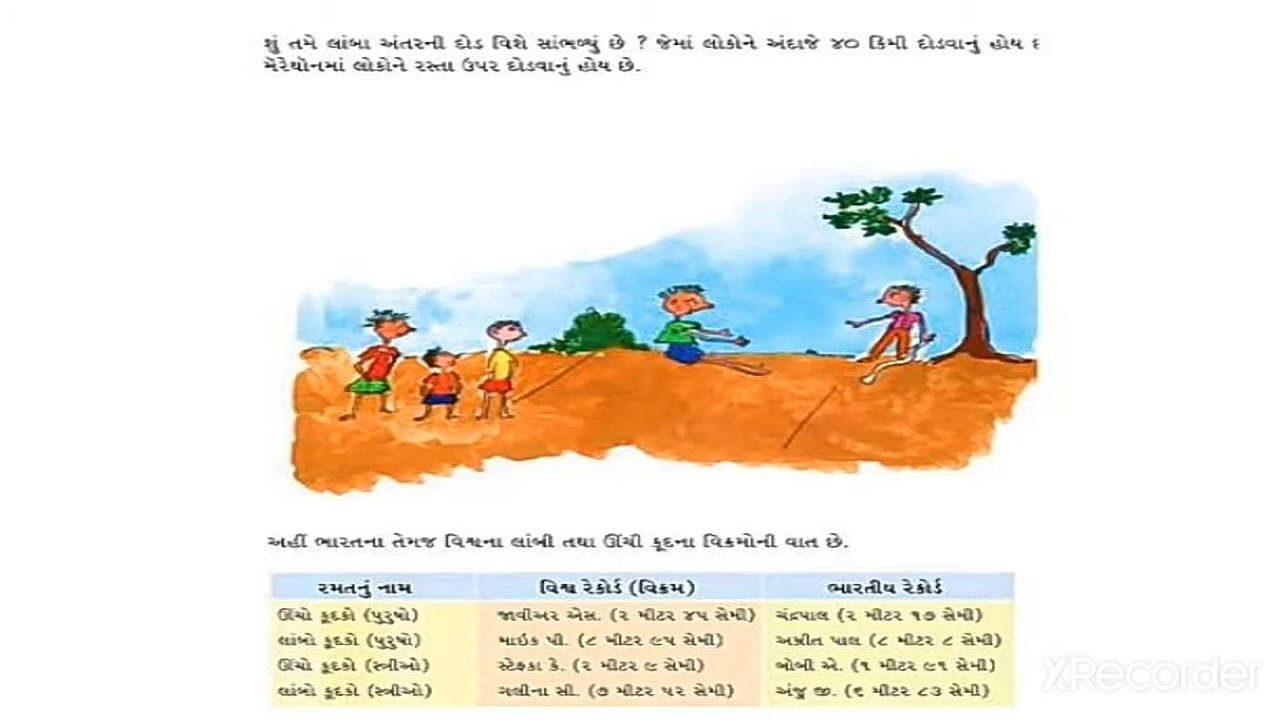 શું તમે લાંબા અંતરની દોડ વિશે સાંભળ્યું છે ? જેમાં લોકોને અંદાજે ૪૦ કિમી દોડવાનું હોય
મૅરેથૉનમાં લોકોને રસ્તા ઉપર દોડવાનું હોય છે.
અહીં ભારતના તેમજ વિશ્વના લાંબી તથા ઊંચી કૂદના વિક્રમોની વાત છે.
રમતનું નામ વિશ્વ રેકોર્ડ (વિક્રમ) ભારતીય રેકોર્ડ
ઊંચો કૂદકો (પુરુષો) જાવીઅર એસ. (૨ મીટર ૪૫ સેમી) ચંદ્રપાલ (૨ મીટર ૧૭ સેમી)
લાંબો કૂદકો (પુરુષો) માઇક પી. (૮ મીટર ૯૫ સેમી) અમ્રીત પાલ (૮ મીટર ૮ સેમી)
ઊંચો કૂદકો (સ્ત્રીઓ) સ્ટેફકા કે. (૨ મીટર ૯ સેમી) બોબી એ. (૧ મીટર ૯૧ સેમી)
લાંબો કૂદકો (સ્ત્રીઓ) ગલીના સી. (૭ મીટર ૫૨ સેમી) અંજુ જી. (૬ મીટર ૮૩ સેમી)
XRecorder